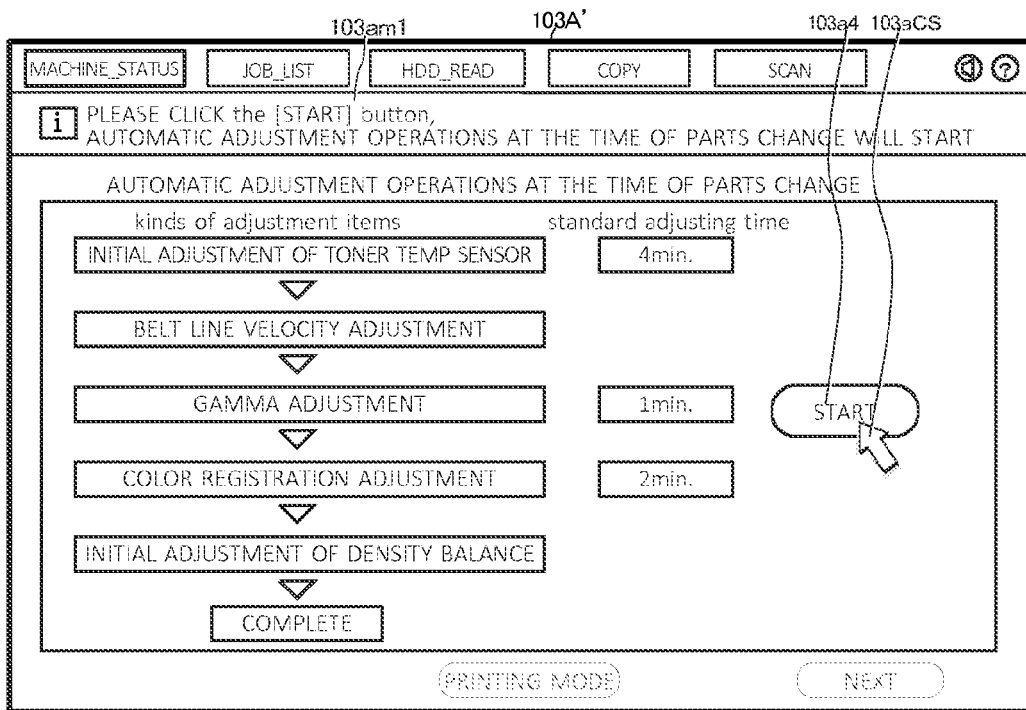 103am1 103A' 103a4 103aCS
MACHINE_STATUS JOB_LIST HDD_READ COPY SCAN ?
i PLEASE CLICK the [START] button,
AUTOMATIC ADJUSTMENT OPERATIONS AT THE TIME OF PARTS CHANGE WILL START
AUTOMATIC ADJUSTMENT OPERATIONS AT THE TIME OF PARTS CHANGE
kinds of adjustment items standard adjusting time
INITIAL ADJUSTMENT OF TONER TEMP SENSOR 4min.
BELT LINE VELOCITY ADJUSTMENT
GAMMA ADJUSTMENT 1min. START
COLOR REGISTRATION ADJUSTMENT 2min.
INITIAL ADJUSTMENT OF DENSITY BALANCE
COMPLETE
PRINTING MODE NEXT